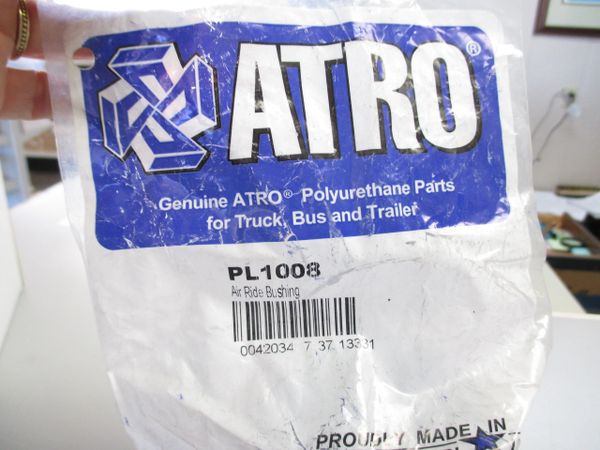 ATRO®
Genuine ATRO® Polyurethane Parts
for Truck, Bus and Trailer
PL1008
Air Ride Bushing
0042034 7 37 13331
PROUDLY MADE IN